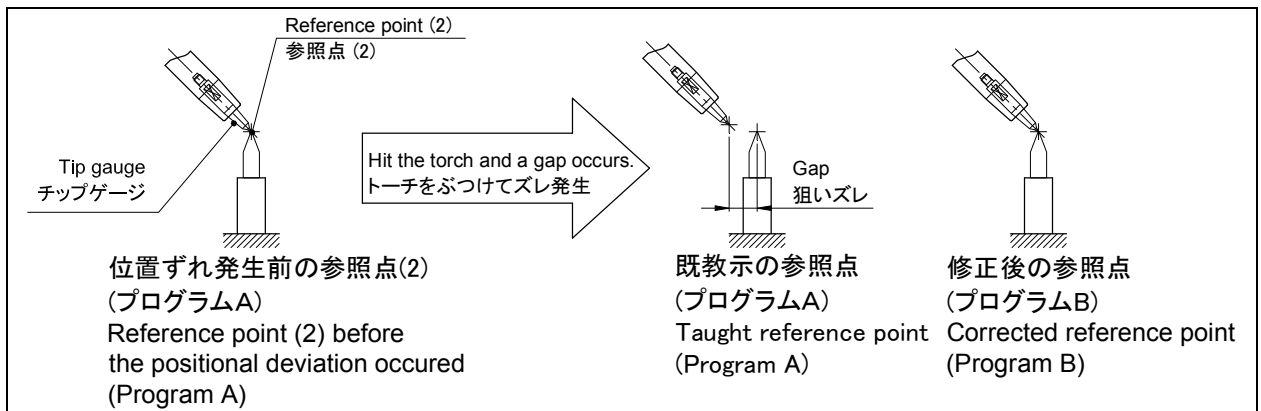 Reference point (2)
参照点 (2)
Tip gauge
チップゲージ
Hit the torch and a gap occurs.
トーチをぶつけてズレ発生
Gap
狙いズレ
位置ずれ発生前の参照点(2)
(プログラムA)
Reference point (2) before
the positional deviation occured
(Program A)
既教示の参照点
(プログラムA)
Taught reference point
(Program A)
修正後の参照点
(プログラムB)
Corrected reference point
(Program B)